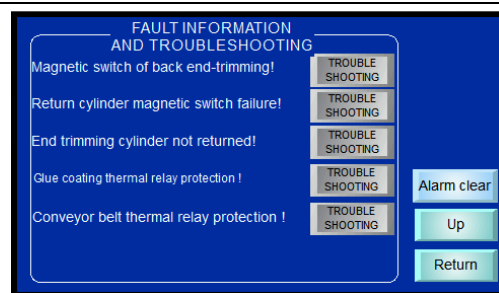 FAULT INFORMATION
AND TROUBLESHOOTING
Magnetic switch of back end-trimming!
TROUBLE
SHOOTING
Return cylinder magnetic switch failure!
TROUBLE
SHOOTING
End trimming cylinder not returned!
TROUBLE
SHOOTING
Glue coating thermal relay protection !
TROUBLE
SHOOTING
Conveyor belt thermal relay protection !
TROUBLE
SHOOTING
Alarm clear
Up
Return